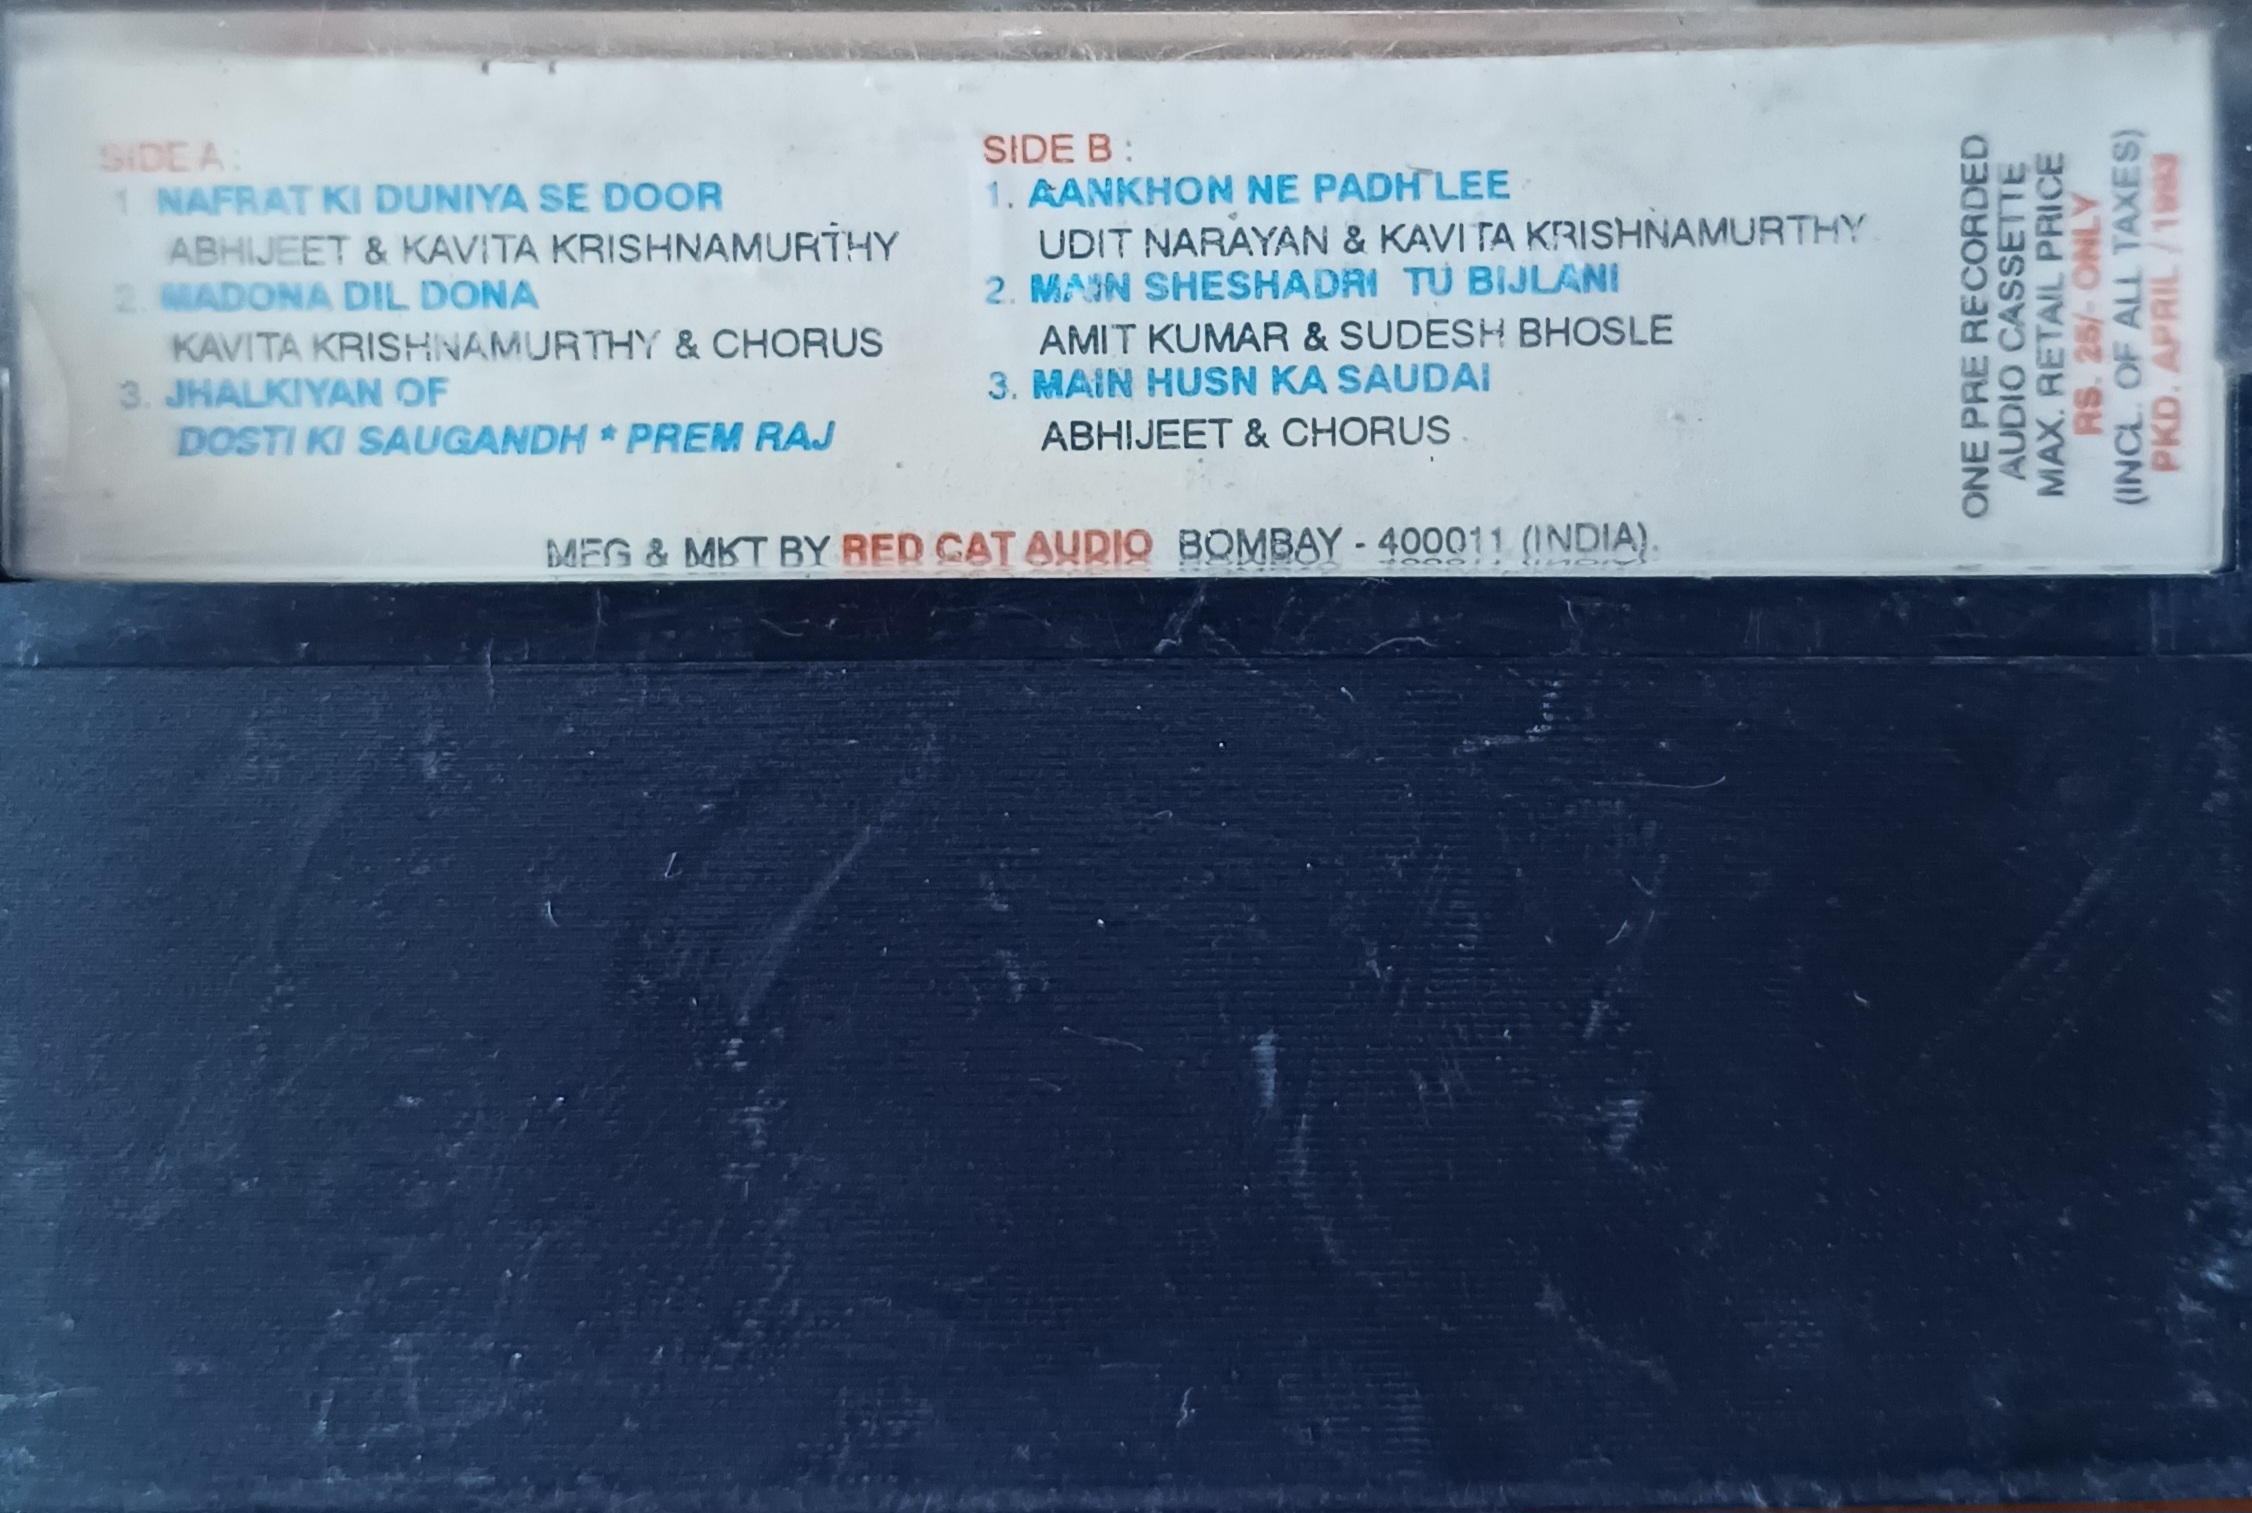 SIDE A :
1. NAFRAT KI DUNIYA SE DOOR
ABHIJEET & KAVITA KRISHNAMURTHY
2. MADONA DIL DONA
KAVITA KRISHNAMURTHY & CHORUS
3. JHALKIYAN OF
DOSTI KI SAUGANDH * PREM RAJ
SIDE B :
1. AANKHON NE PADH LEE
UDIT NARAYAN & KAVITA KRISHNAMURTHY
2. MAIN SHESHADRI TU BIJLANI
AMIT KUMAR & SUDESH BHOSLE
3. MAIN HUSN KA SAUDAI
ABHIJEET & CHORUS
MFG & MKT BY RED CAT AUDIO BOMBAY - 400011 (INDIA).
ONE PRE RECORDED
AUDIO CASSETTE
MAX. RETAIL PRICE
RS. 25/- ONLY
(INCL. OF ALL TAXES)
PKD. APRIL / 1993